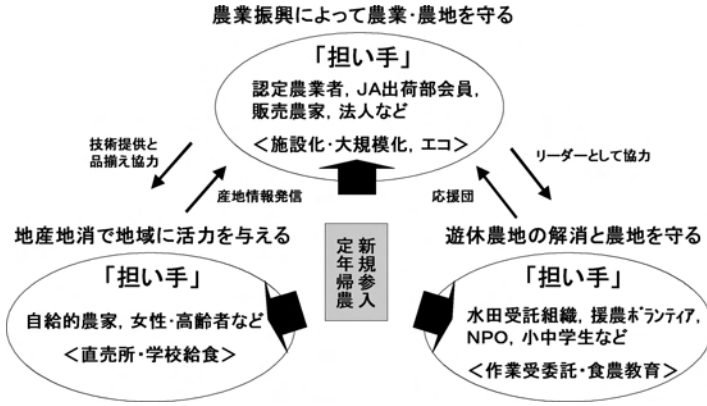 農業振興によって農業・農地を守る
「担い手」
認定農業者, JA出荷部会員,
販売農家, 法人など
＜施設化・大規模化, エコ＞
技術提供と
品揃え協力
産地情報発信
応援団
リーダーとして協力
地産地消で地域に活力を与える
「担い手」
自給的農家, 女性・高齢者など
＜直売所・学校給食＞
新規参入
定年帰農
遊休農地の解消と農地を守る
「担い手」
水田受託組織, 援農ボランティア,
NPO, 小中学生など
＜作業受委託・食農教育＞